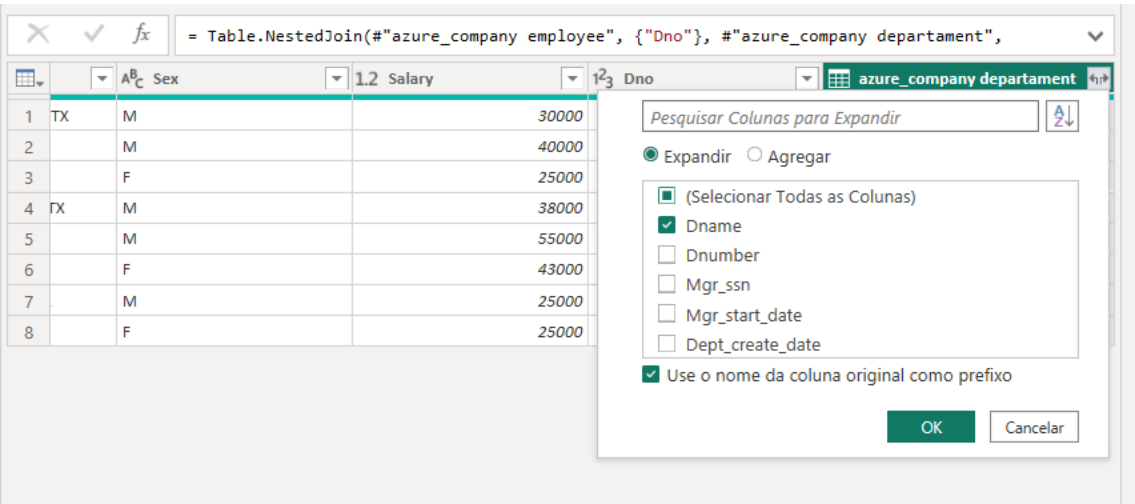 fx = Table.NestedJoin(#"azure_company employee", {"Dno"}, #"azure_company departament",
ABC Sex 1.2 Salary 123 Dno azure_company departament
1 TX M 30000
2 M 40000
3 F 25000
4 TX M 38000
5 M 55000
6 F 43000
7 M 25000
8 F 25000
Pesquisar Colunas para Expandir AZ
Expandir Agregar
(Selecionar Todas as Colunas)
Dname
Dnumber
Mgr_ssn
Mgr_start_date
Dept_create_date
Use o nome da coluna original como prefixo
OK Cancelar